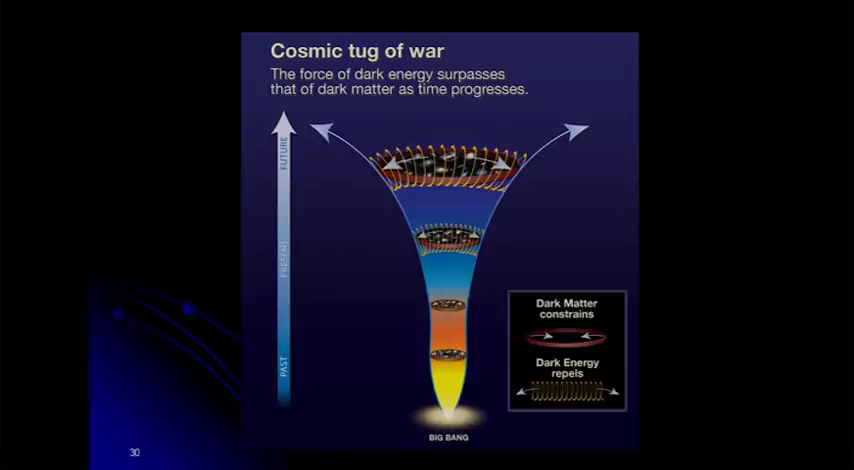 Cosmic tug of war
The force of dark energy surpasses
that of dark matter as time progresses.
FUTURE
PRESENT
PAST
Dark Matter
constrains
Dark Energy
repels
BIG BANG
30